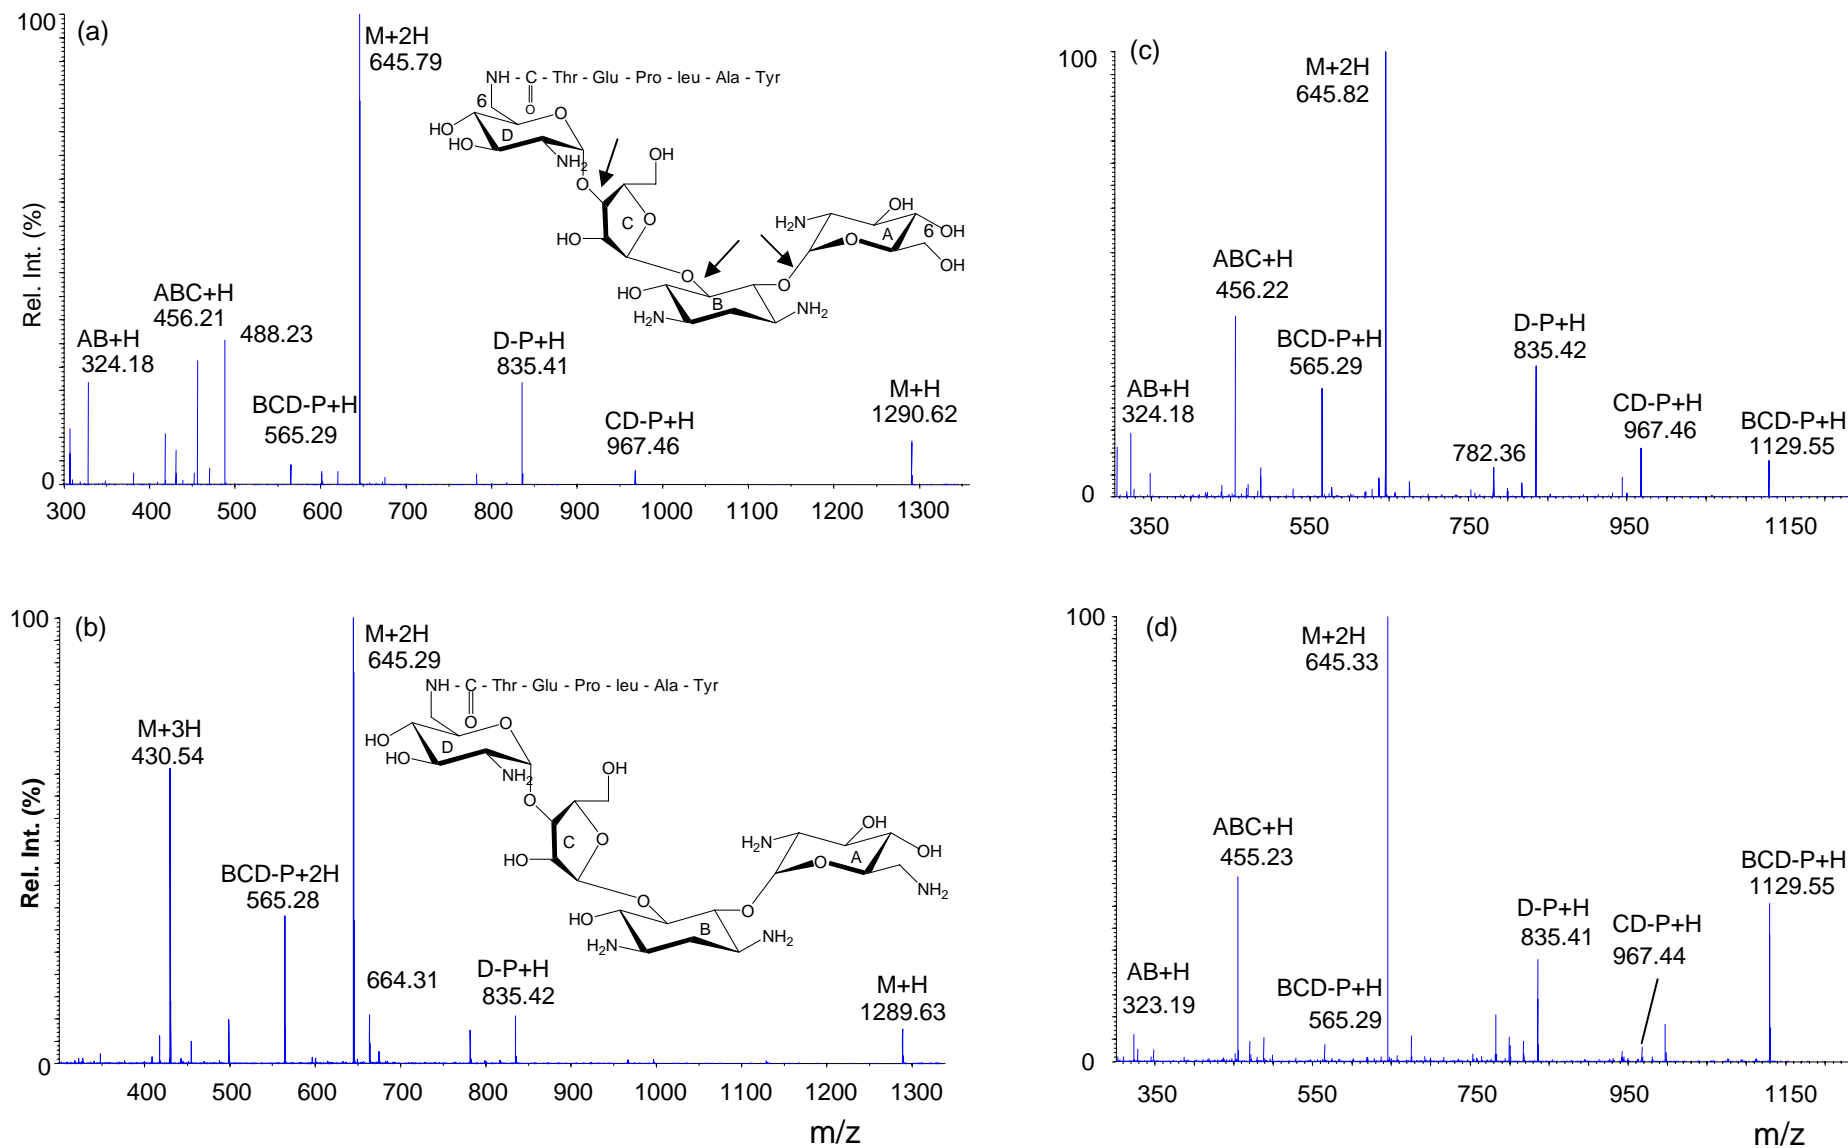 (a)
100
Rel. Int. (%)
0
M+2H
645.79
NH - C - Thr - Glu - Pro - leu - Ala - Tyr
O
6
O
HO
D
HO
NH2
O
OH
C
O
HO
O
HO
B
H2N
NH2
O
H2N
OH
O
A
6
OH
OH
AB+H
324.18
ABC+H
456.21
488.23
BCD-P+H
565.29
D-P+H
835.41
CD-P+H
967.46
M+H
1290.62
300 400 500 600 700 800 900 1000 1100 1200 1300
(c)
100
0
M+2H
645.82
ABC+H
456.22
AB+H
324.18
BCD-P+H
565.29
782.36
D-P+H
835.42
CD-P+H
967.46
BCD-P+H
1129.55
350 550 750 950 1150
(b)
100
Rel. Int. (%)
0
M+2H
645.29
NH - C - Thr - Glu - Pro - leu - Ala - Tyr
O
O
HO
D
HO
NH2
O
OH
C
O
HO
O
HO
B
H2N
NH2
O
H2N
OH
O
A
OH
NH2
M+3H
430.54
BCD-P+2H
565.28
664.31
D-P+H
835.42
M+H
1289.63
400 500 600 700 800 900 1000 1100 1200 1300
m/z
(d)
100
0
M+2H
645.33
ABC+H
455.23
AB+H
323.19
BCD-P+H
565.29
D-P+H
835.41
CD-P+H
967.44
BCD-P+H
1129.55
350 550 750 950 1150
m/z